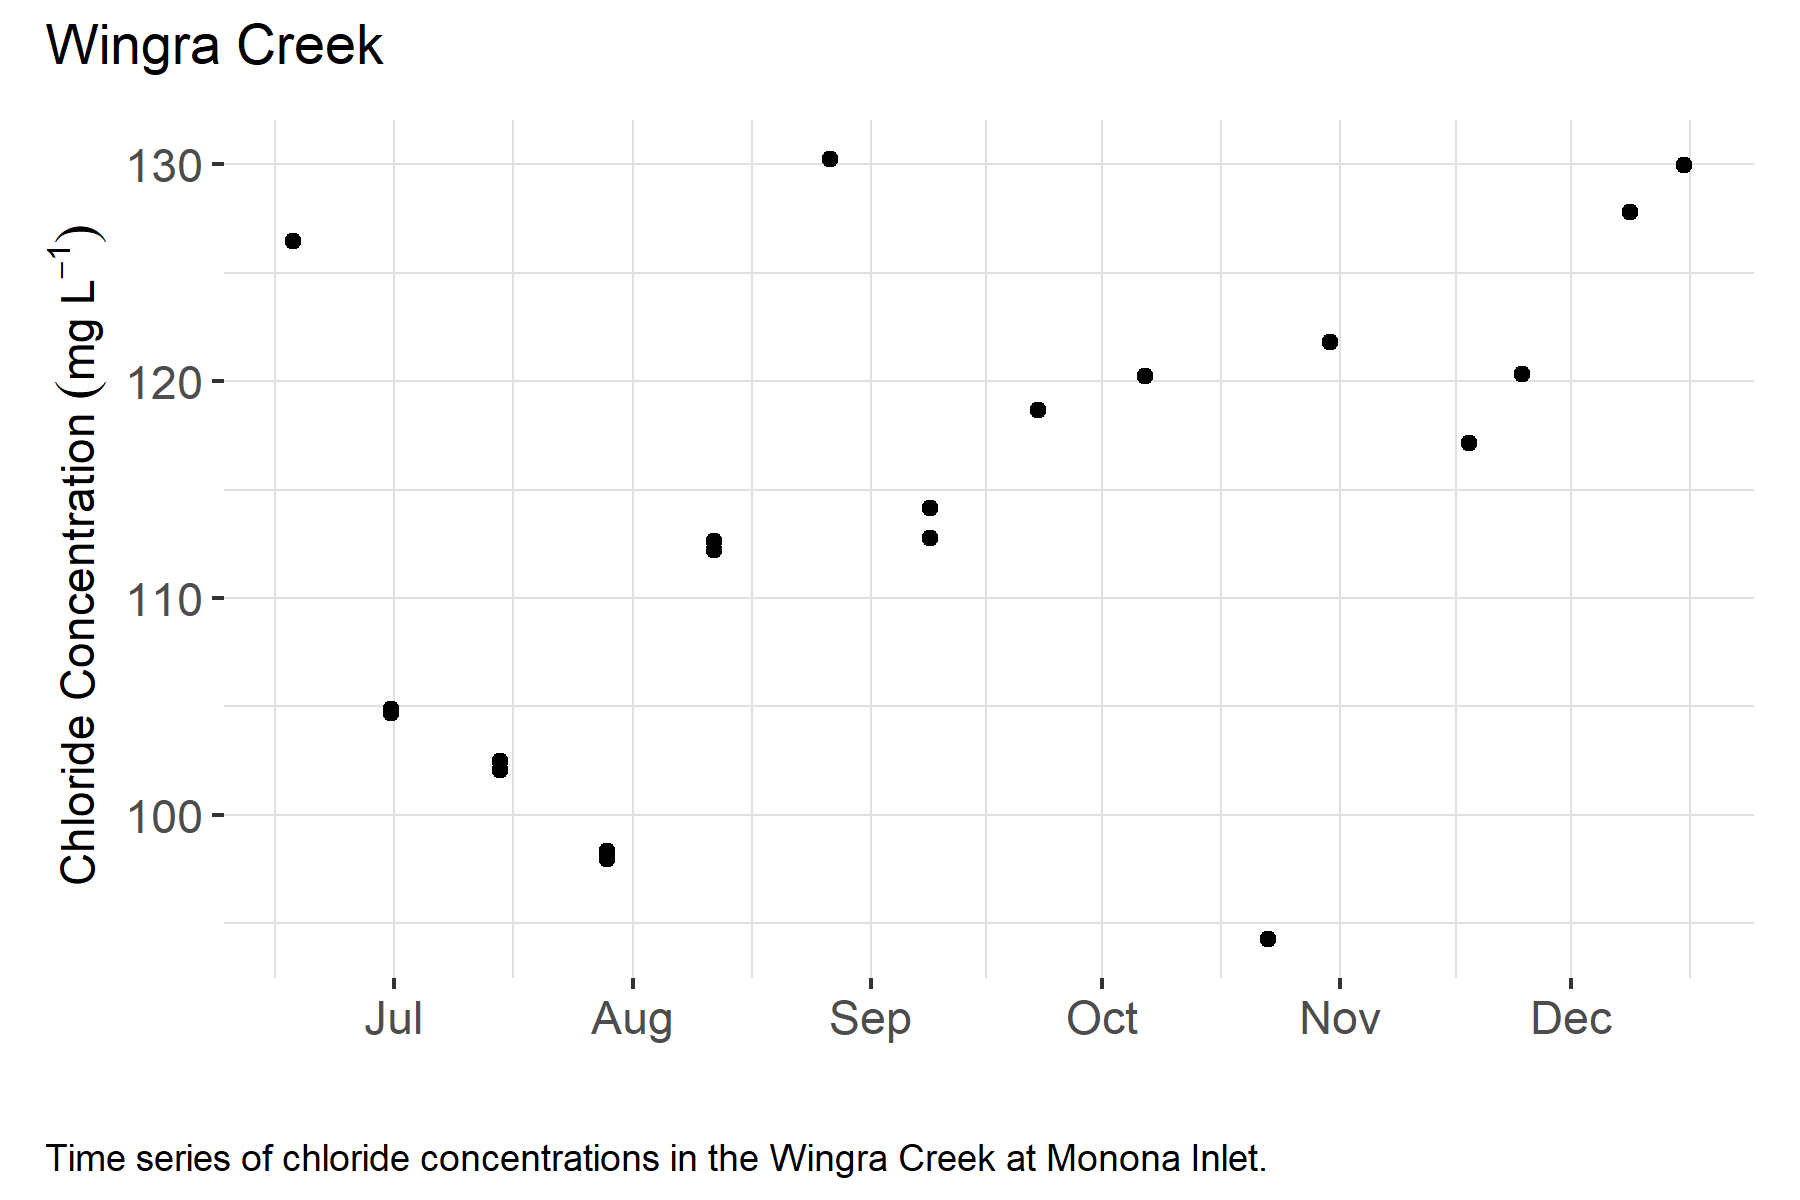 Wingra Creek
Chloride Concentration (mg L⁻¹)
130
120
110
100
Jul Aug Sep Oct Nov Dec
Time series of chloride concentrations in the Wingra Creek at Monona Inlet.